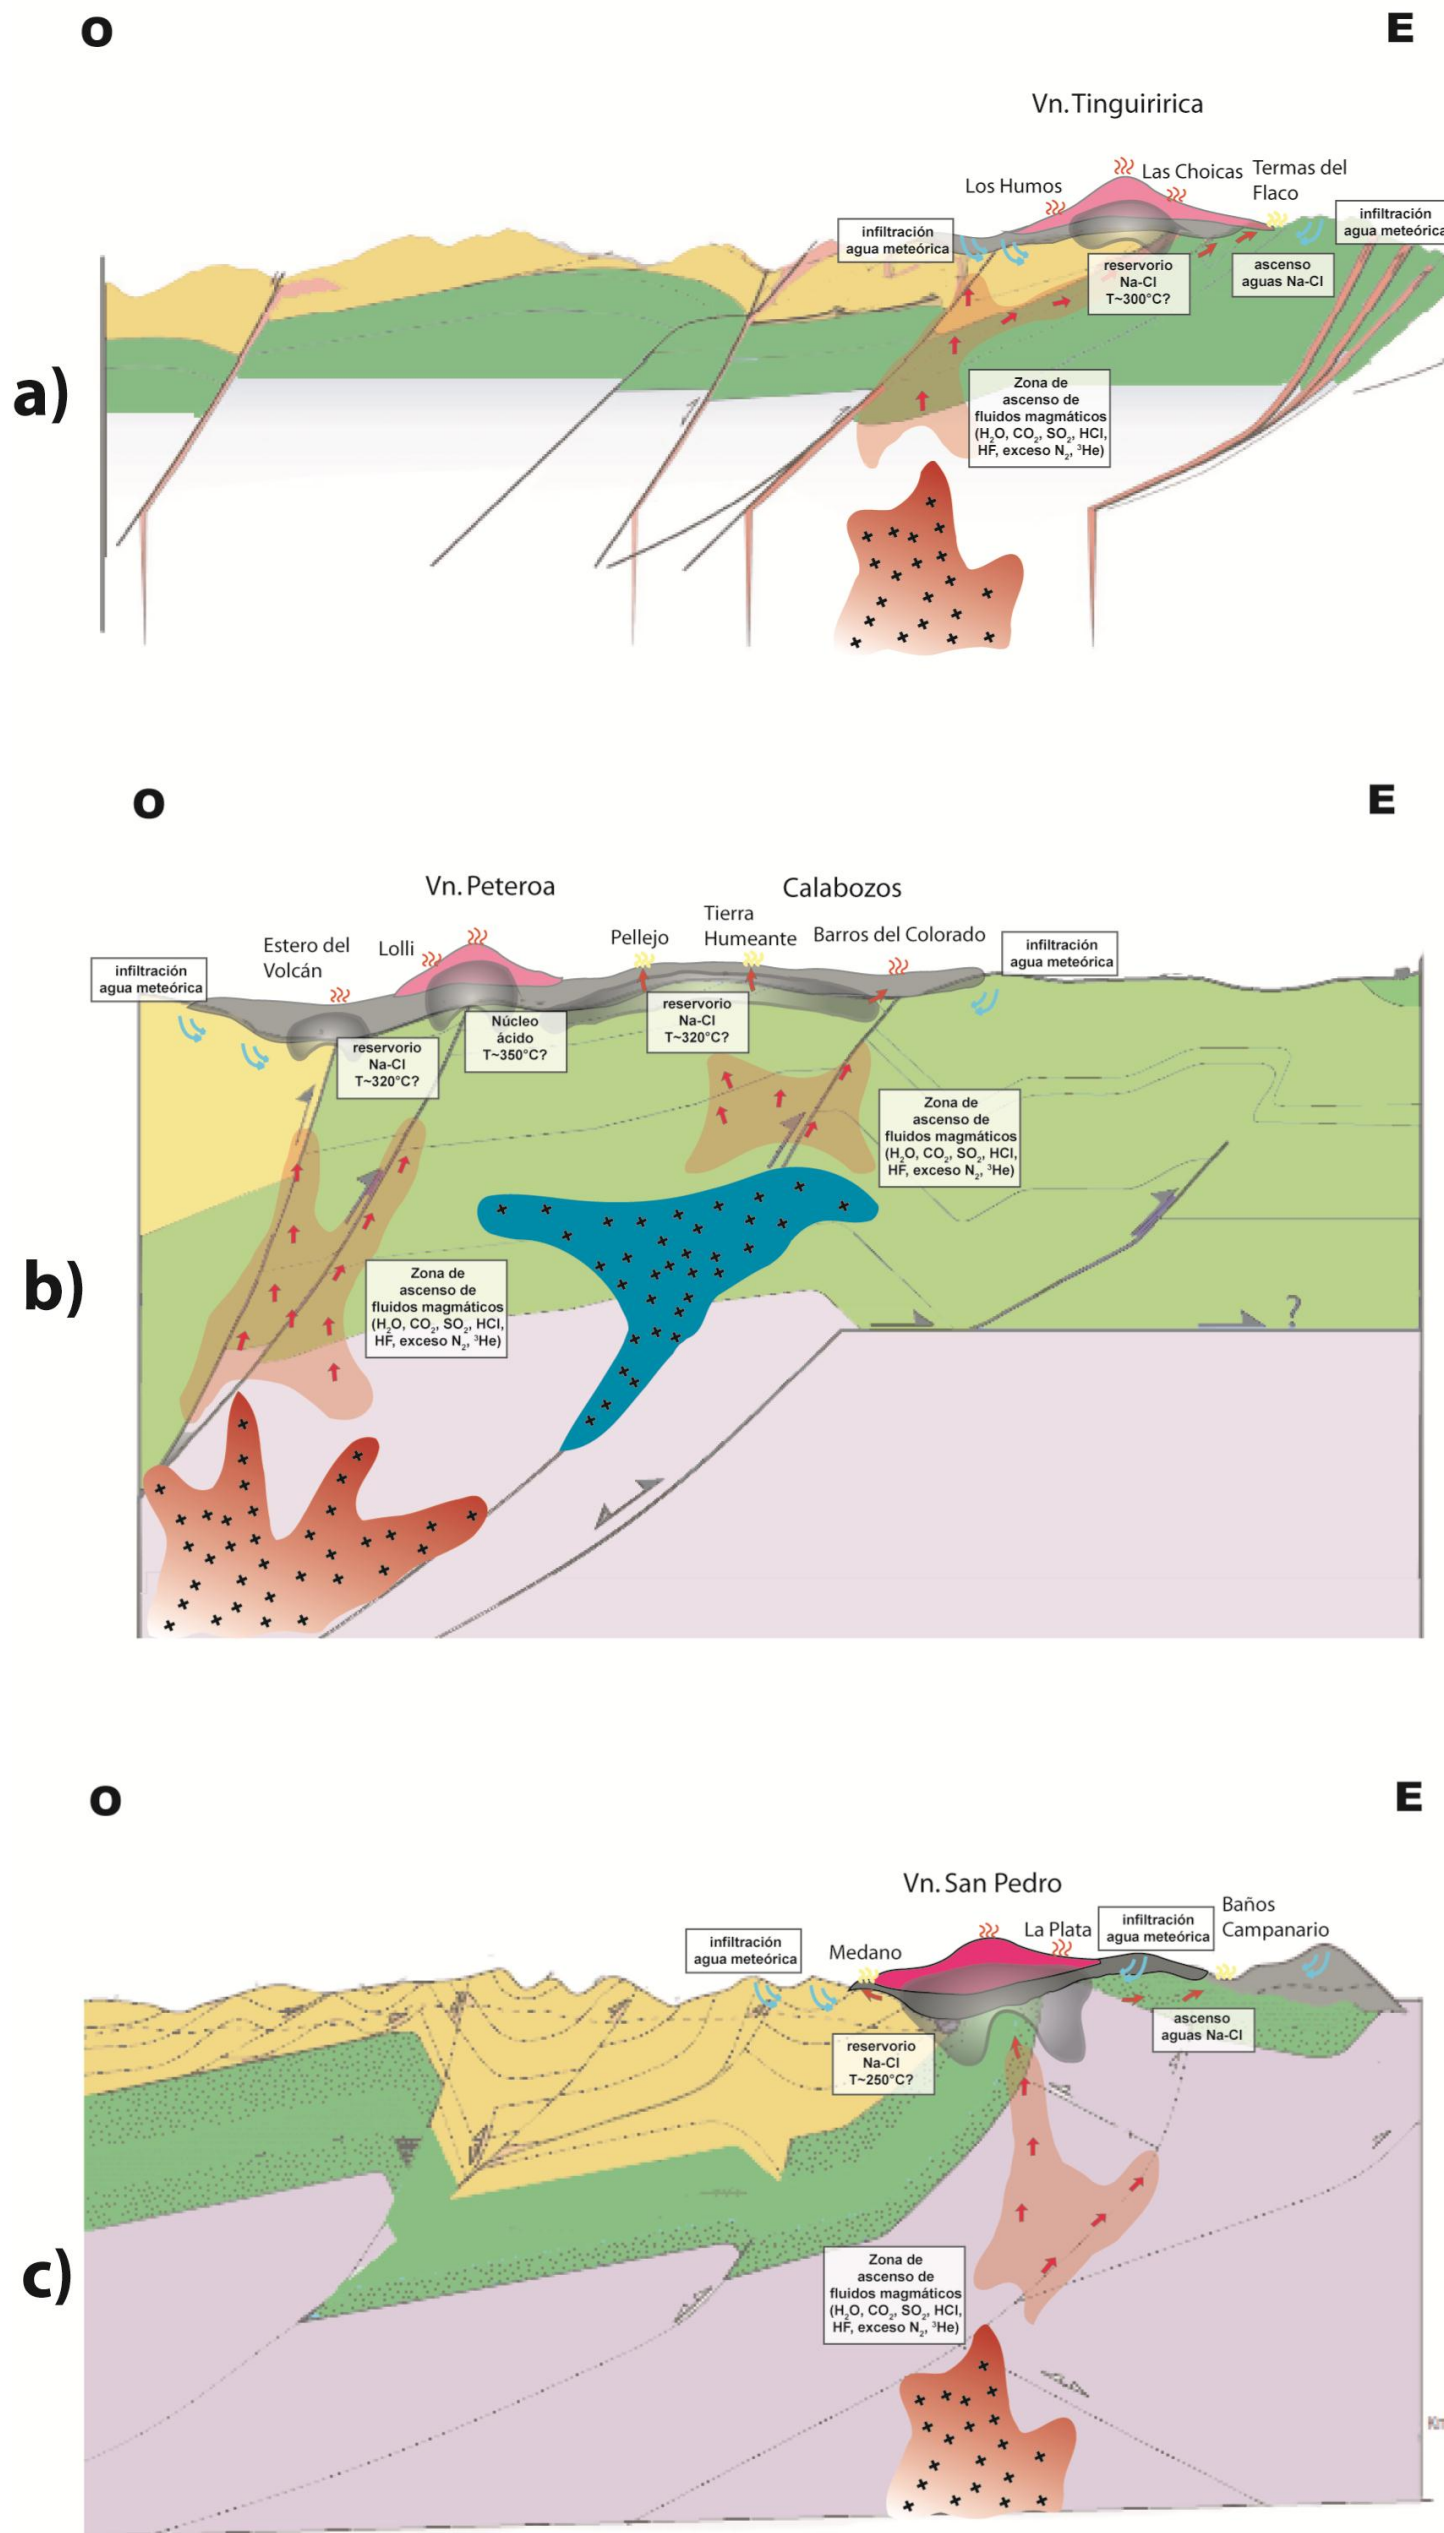 O E
Vn. Tinguiririca
Las Choicas
Termas del
Flaco
Los Humos
infiltración
agua meteórica
infiltración
agua meteórica
reservorio
Na-Cl
T~300°C?
ascenso
aguas Na-Cl
a)
Zona de
ascenso de
fluidos magmáticos
(H₂O, CO₂, SO₂, HCl,
HF, exceso N₂, ³He)
O E
Vn. Peteroa
Calabozos
Estero del
Volcán
Lolli
Pellejo
Tierra
Humeante
Barros del Colorado
infiltración
agua meteórica
infiltración
agua meteórica
reservorio
Na-Cl
T~320°C?
Núcleo
ácido
T~350°C?
reservorio
Na-Cl
T~320°C?
Zona de
ascenso de
fluidos magmáticos
(H₂O, CO₂, SO₂, HCl,
HF, exceso N₂, ³He)
b)
Zona de
ascenso de
fluidos magmáticos
(H₂O, CO₂, SO₂, HCl,
HF, exceso N₂, ³He)
?
O E
Vn. San Pedro
Baños
Campanario
La Plata
infiltración
agua meteórica
Medano
infiltración
agua meteórica
ascenso
aguas Na-Cl
reservorio
Na-Cl
T~250°C?
c)
Zona de
ascenso de
fluidos magmáticos
(H₂O, CO₂, SO₂, HCl,
HF, exceso N₂, ³He)